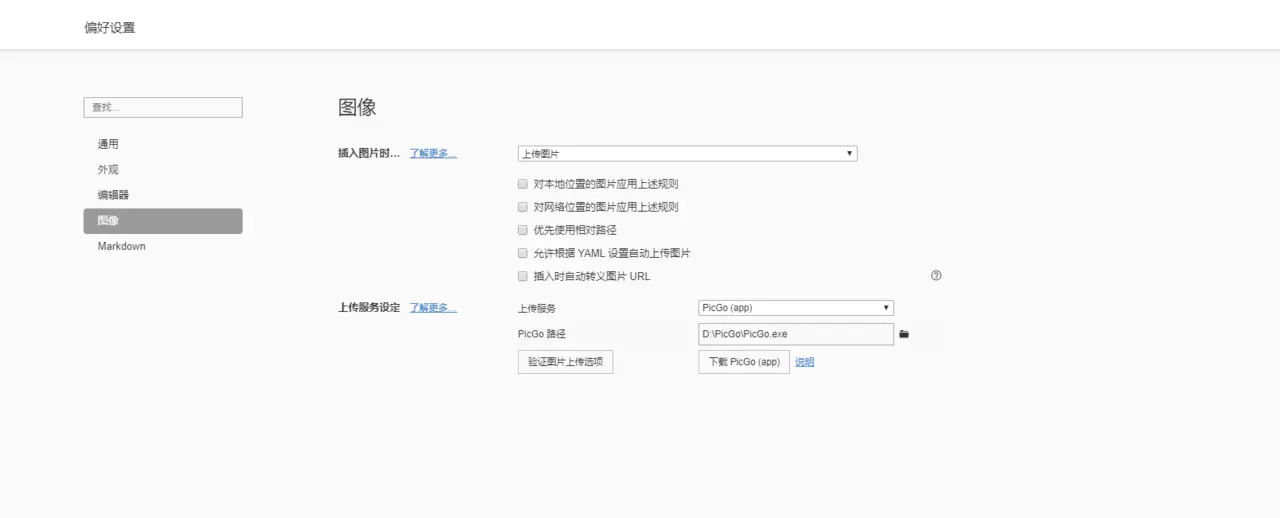 偏好设置
查找...
通用
外观
编辑器
图像
Markdown
图像
插入图片时... 了解更多... 上传图片
对本地位置的图片应用上述规则
对网络位置的图片应用上述规则
优先使用相对路径
允许根据 YAML 设置自动上传图片
插入时自动转义图片 URL
上传服务设定 了解更多... 上传服务 PicGo (app)
PicGo 路径 D:\PicGo\PicGo.exe
验证图片上传选项 下载 PicGo (app) 说明